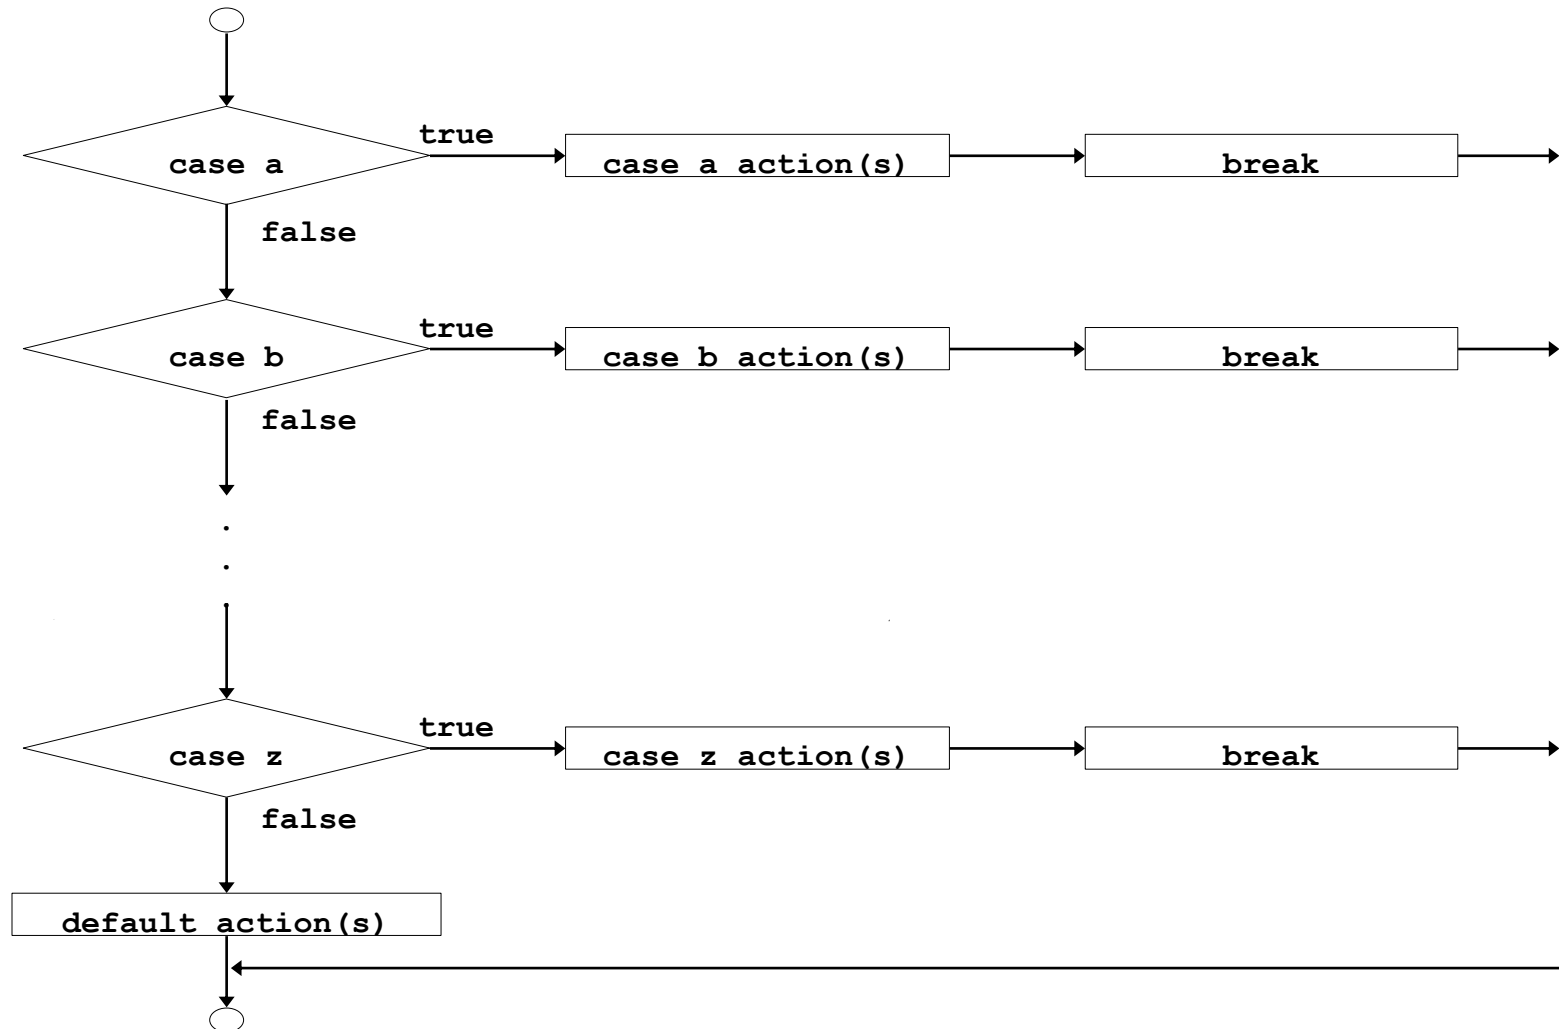 true
case a
case a action(s)
break
false
true
case b
case b action(s)
break
false
.
.
.
true
case z
case z action(s)
break
false
default action(s)